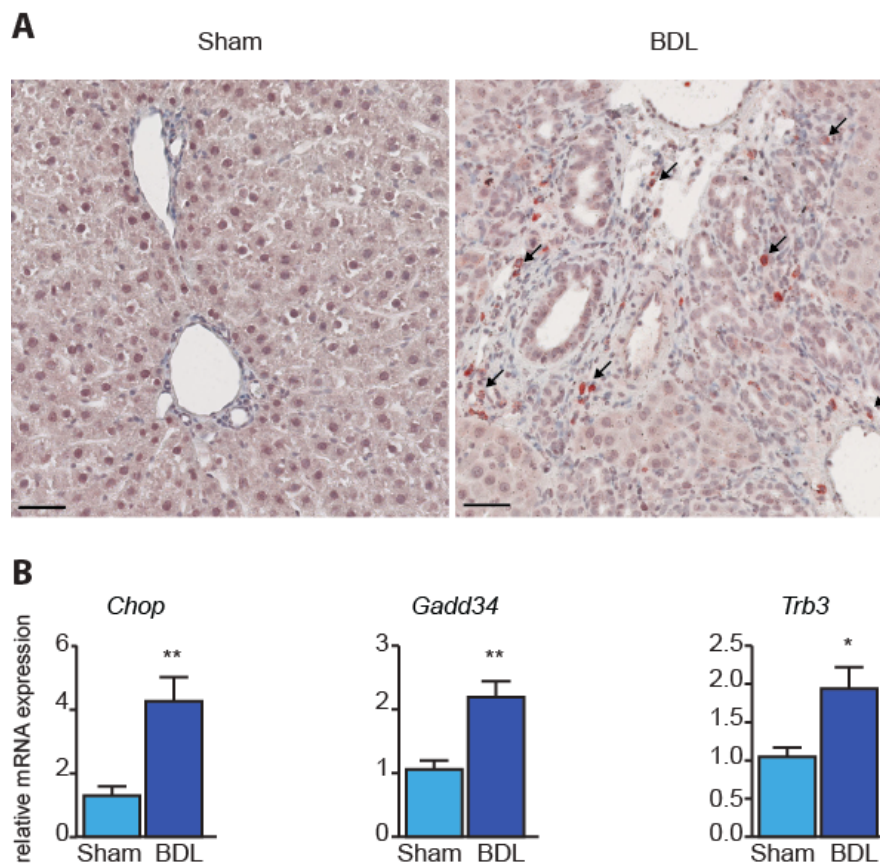 A
Sham BDL
B
Chop Gadd34 Trb3
relative mRNA expression
6
4
2
0
**
Sham BDL
3
2
1
0
**
Sham BDL
2.5
2.0
1.5
1.0
0.5
0.0
*
Sham BDL